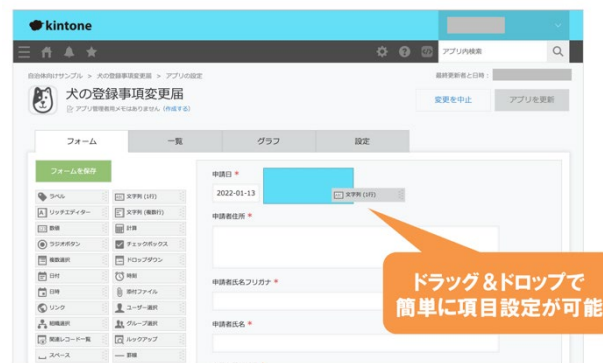 kintone
アプリ内検索
自治体向けサンプル > 犬の登録事項変更届 > アプリの設定
最終更新者と日時:
犬の登録事項変更届
アプリ管理者用メモはありません (作成する)
変更を中止 アプリを更新
フォーム 一覧 グラフ 設定
フォームを保存
ラベル 文字列 (1行)
リッチエディター 文字列 (複数行)
数値 計算
ラジオボタン チェックボックス
複数選択 ドロップダウン
日付 時刻
日時 添付ファイル
リンク ユーザー選択
組織選択 グループ選択
関連レコード一覧 ルックアップ
スペース 罫線
申請日 *
2022-01-13 文字列 (1行)
申請者住所 *
申請者氏名フリガナ *
申請者氏名 *
ドラッグ&ドロップで
簡単に項目設定が可能